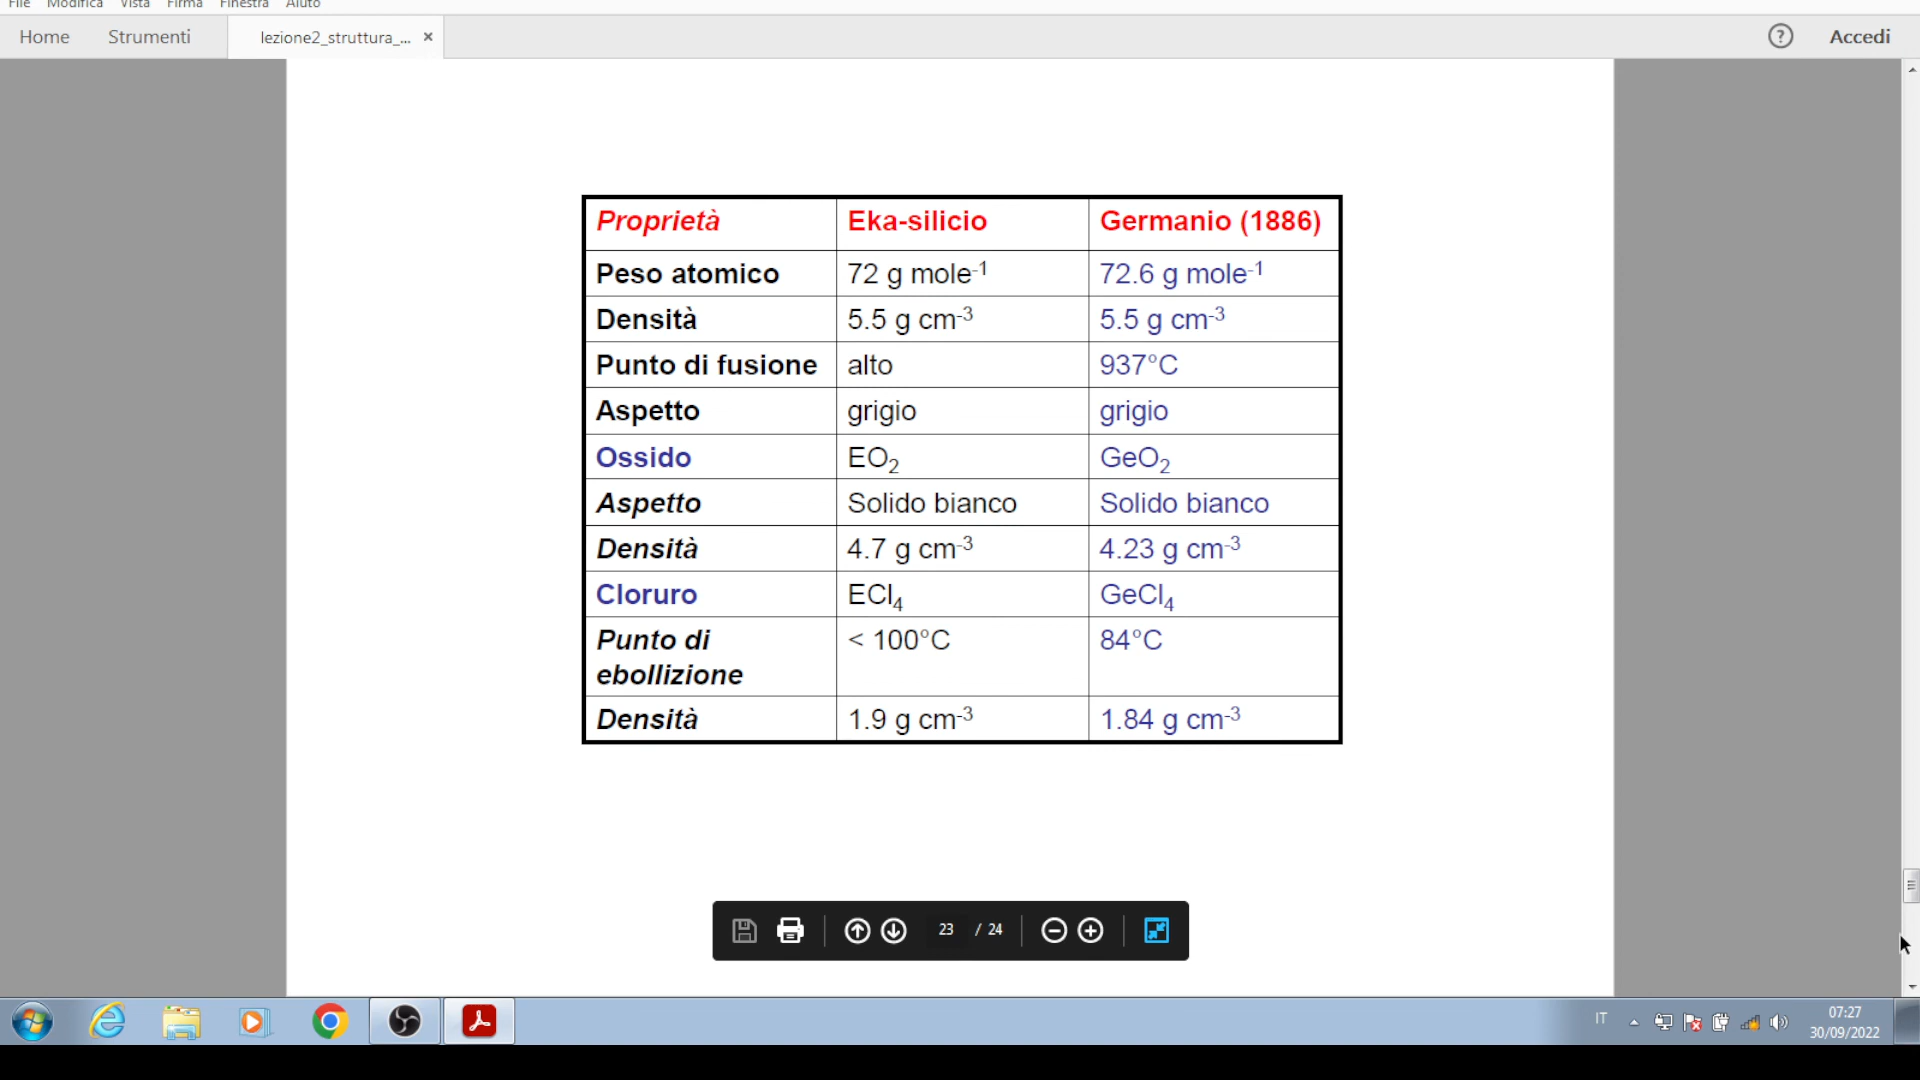 File Modifica Vista Firma Finestra Aiuto
Home Strumenti lezione2_struttura_... × ? Accedi
Proprietà Eka-silicio Germanio (1886)
Peso atomico 72 g mole-1 72.6 g mole-1
Densità 5.5 g cm-3 5.5 g cm-3
Punto di fusione alto 937°C
Aspetto grigio grigio
Ossido EO2 GeO2
Aspetto Solido bianco Solido bianco
Densità 4.7 g cm-3 4.23 g cm-3
Cloruro ECl4 GeCl4
Punto di ebollizione < 100°C 84°C
Densità 1.9 g cm-3 1.84 g cm-3
23 / 24
IT 07:27
30/09/2022